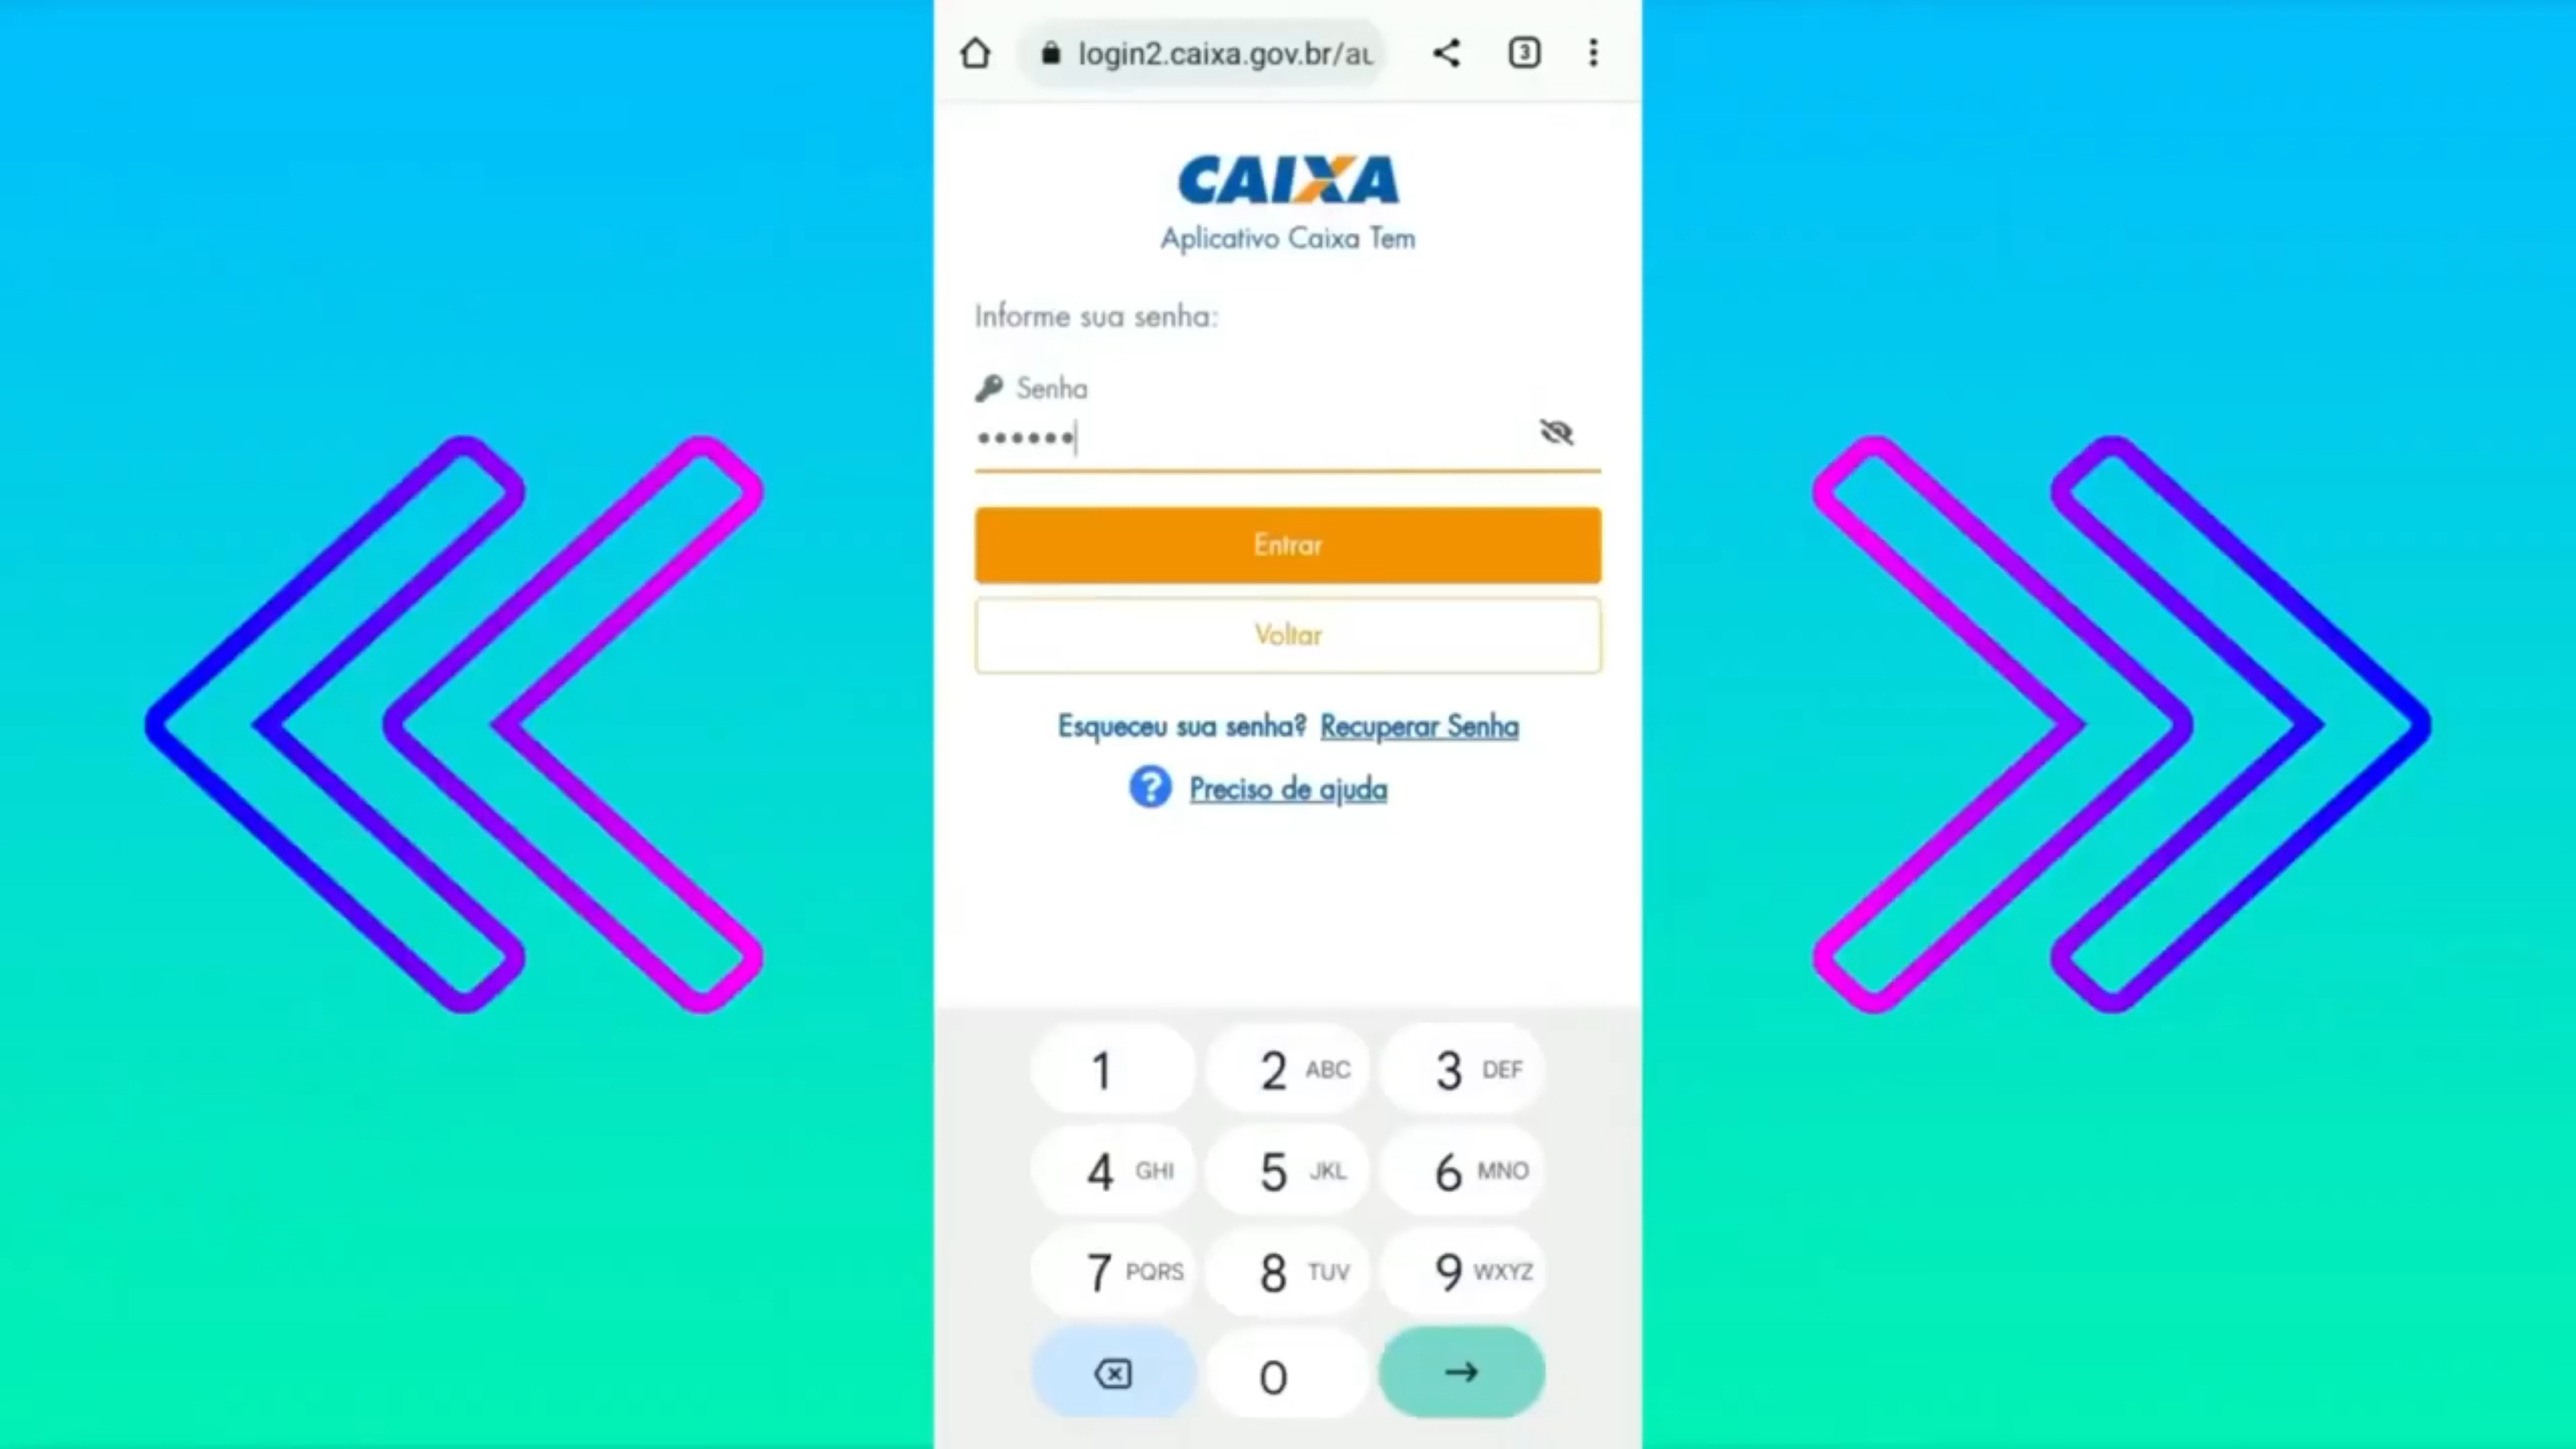 login2.caixa.gov.br/au
3
CAIXA
Aplicativo Caixa Tem
Informe sua senha:
Senha
Entrar
Voltar
Esqueceu sua senha? Recuperar Senha
? Preciso de ajuda
1 2 ABC 3 DEF
4 GHI 5 JKL 6 MNO
7 PQRS 8 TUV 9 WXYZ
0